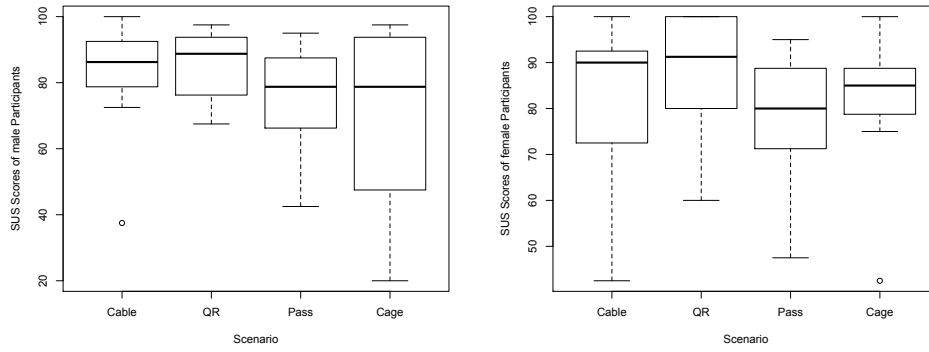 SUS Scores of male Participants
100
80
60
40
20
Cable QR Pass Cage
Scenario
SUS Scores of female Participants
100
90
80
70
60
50
Cable QR Pass Cage
Scenario